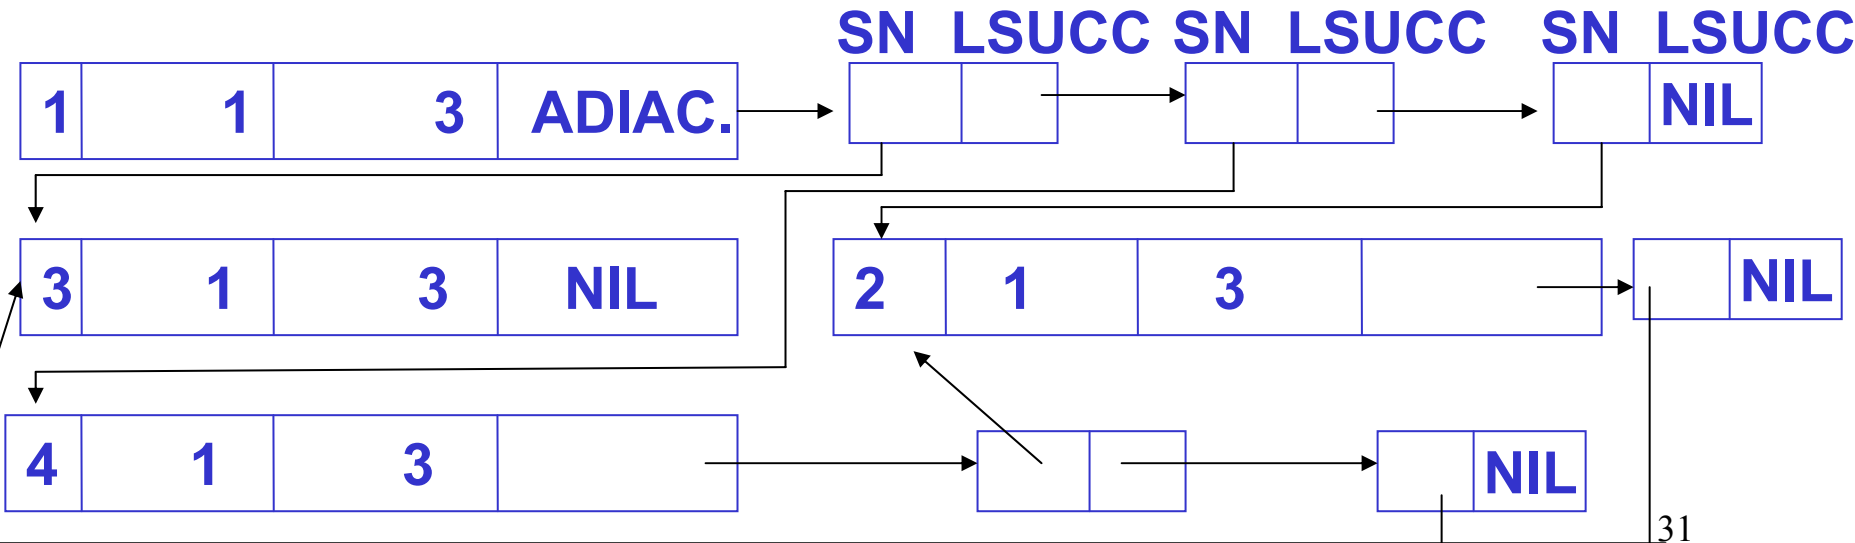 SN LSUCC SN LSUCC SN LSUCC
1 1 3 ADIAC. NIL
3 1 3 NIL 2 1 3 NIL
4 1 3 NIL
31